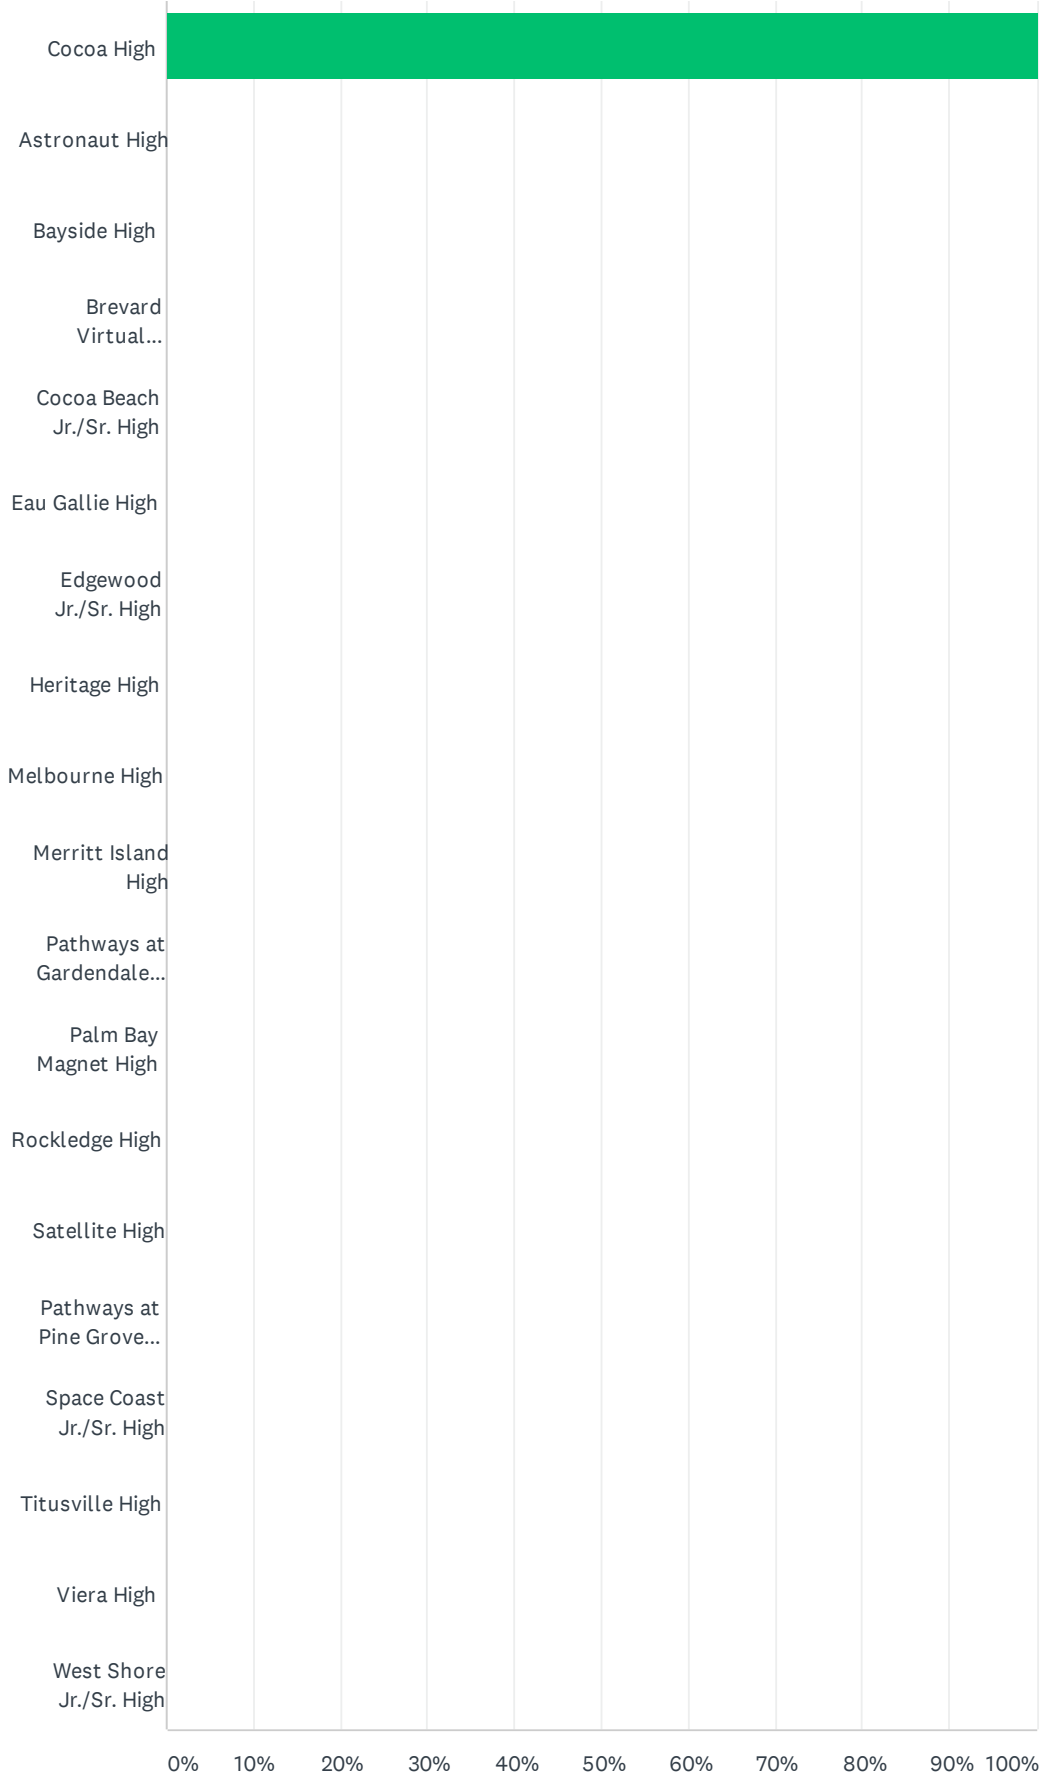 Cocoa High
Astronaut High
Bayside High
Brevard
Virtual...
Cocoa Beach
Jr./Sr. High
Eau Gallie High
Edgewood
Jr./Sr. High
Heritage High
Melbourne High
Merritt Island
High
Pathways at
Gardendale...
Palm Bay
Magnet High
Rockledge High
Satellite High
Pathways at
Pine Grove...
Space Coast
Jr./Sr. High
Titusville High
Viera High
West Shore
Jr./Sr. High
0% 10% 20% 30% 40% 50% 60% 70% 80% 90% 100%